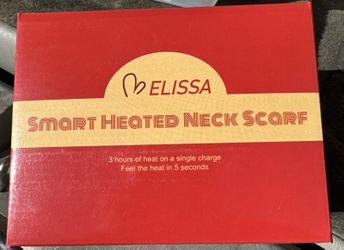 ELISSA
Smart Heated Neck Scarf
3 hours of heat on a single charge
Feel the heat in 5 seconds